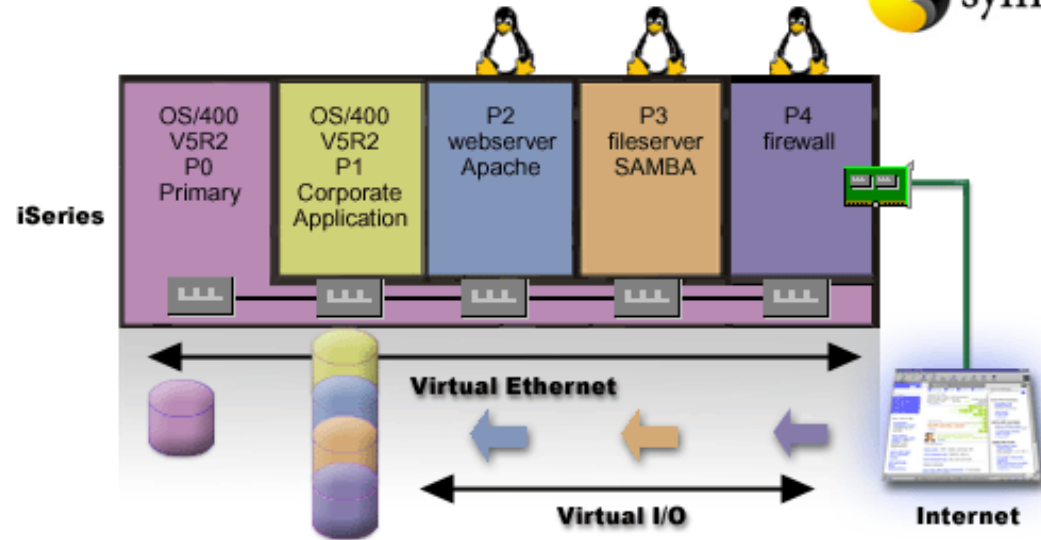 OS/400
V5R2
P0
Primary
OS/400
V5R2
P1
Corporate
Application
P2
webserver
Apache
P3
fileserver
SAMBA
P4
firewall
iSeries
Virtual Ethernet
Virtual I/O
Internet